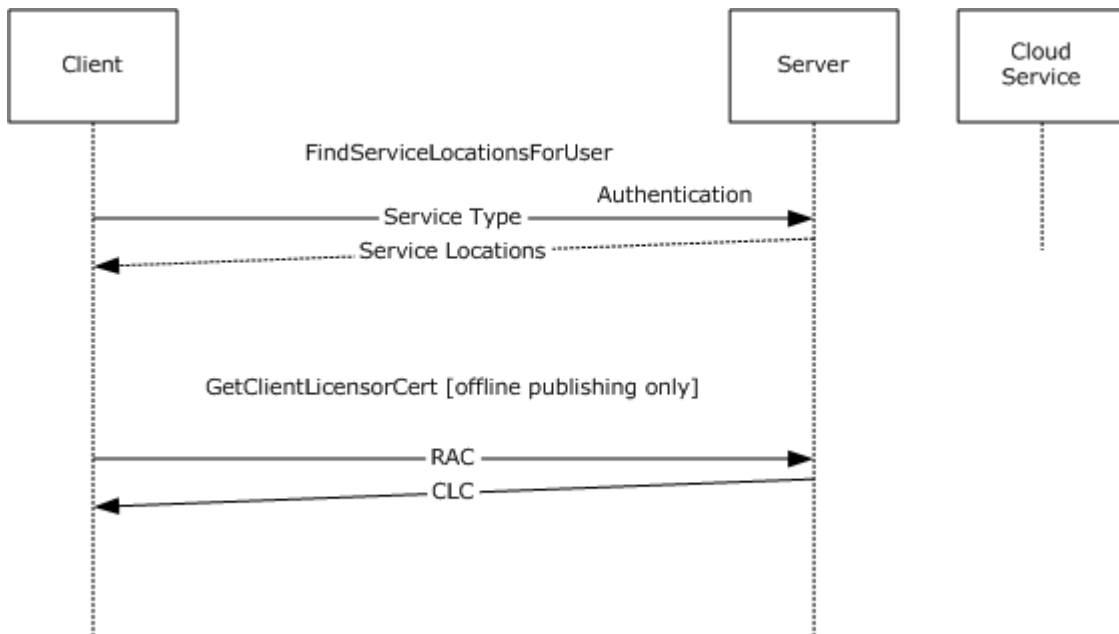 Client
Server
Cloud
Service
FindServiceLocationsForUser
Authentication
Service Type
Service Locations
GetClientLicensorCert [offline publishing only]
RAC
CLC